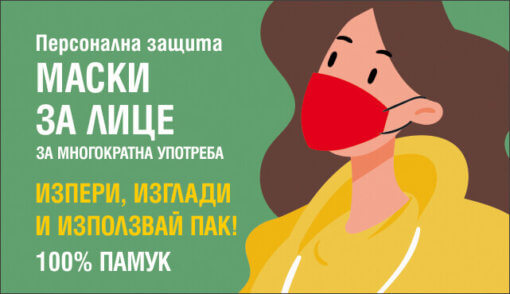 Персонална защита
МАСКИ
ЗА ЛИЦЕ
ЗА МНОГОКРАТНА УПОТРЕБА
ИЗПЕРИ, ИЗГЛАДИ
И ИЗПОЛЗВАЙ ПАК!
100% ПАМУК